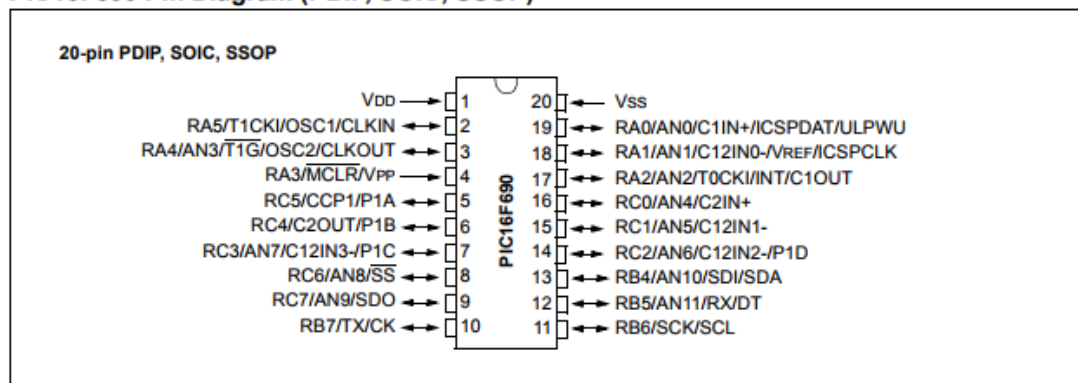 20-pin PDIP, SOIC, SSOP
VDD 1 20 VSS
RA5/T1CKI/OSC1/CLKIN 2 19 RA0/AN0/C1IN+/ICSPDAT/ULPWU
RA4/AN3/T1G/OSC2/CLKOUT 3 18 RA1/AN1/C12IN0-/VREF/ICSPCLK
RA3/MCLR/VPP 4 17 RA2/AN2/T0CKI/INT/C1OUT
RC5/CCP1/P1A 5 16 RC0/AN4/C2IN+
RC4/C2OUT/P1B 6 15 RC1/AN5/C12IN1-
RC3/AN7/C12IN3-/P1C 7 14 RC2/AN6/C12IN2-/P1D
RC6/AN8/SS 8 13 RB4/AN10/SDI/SDA
RC7/AN9/SDO 9 12 RB5/AN11/RX/DT
RB7/TX/CK 10 11 RB6/SCK/SCL
PIC16F690